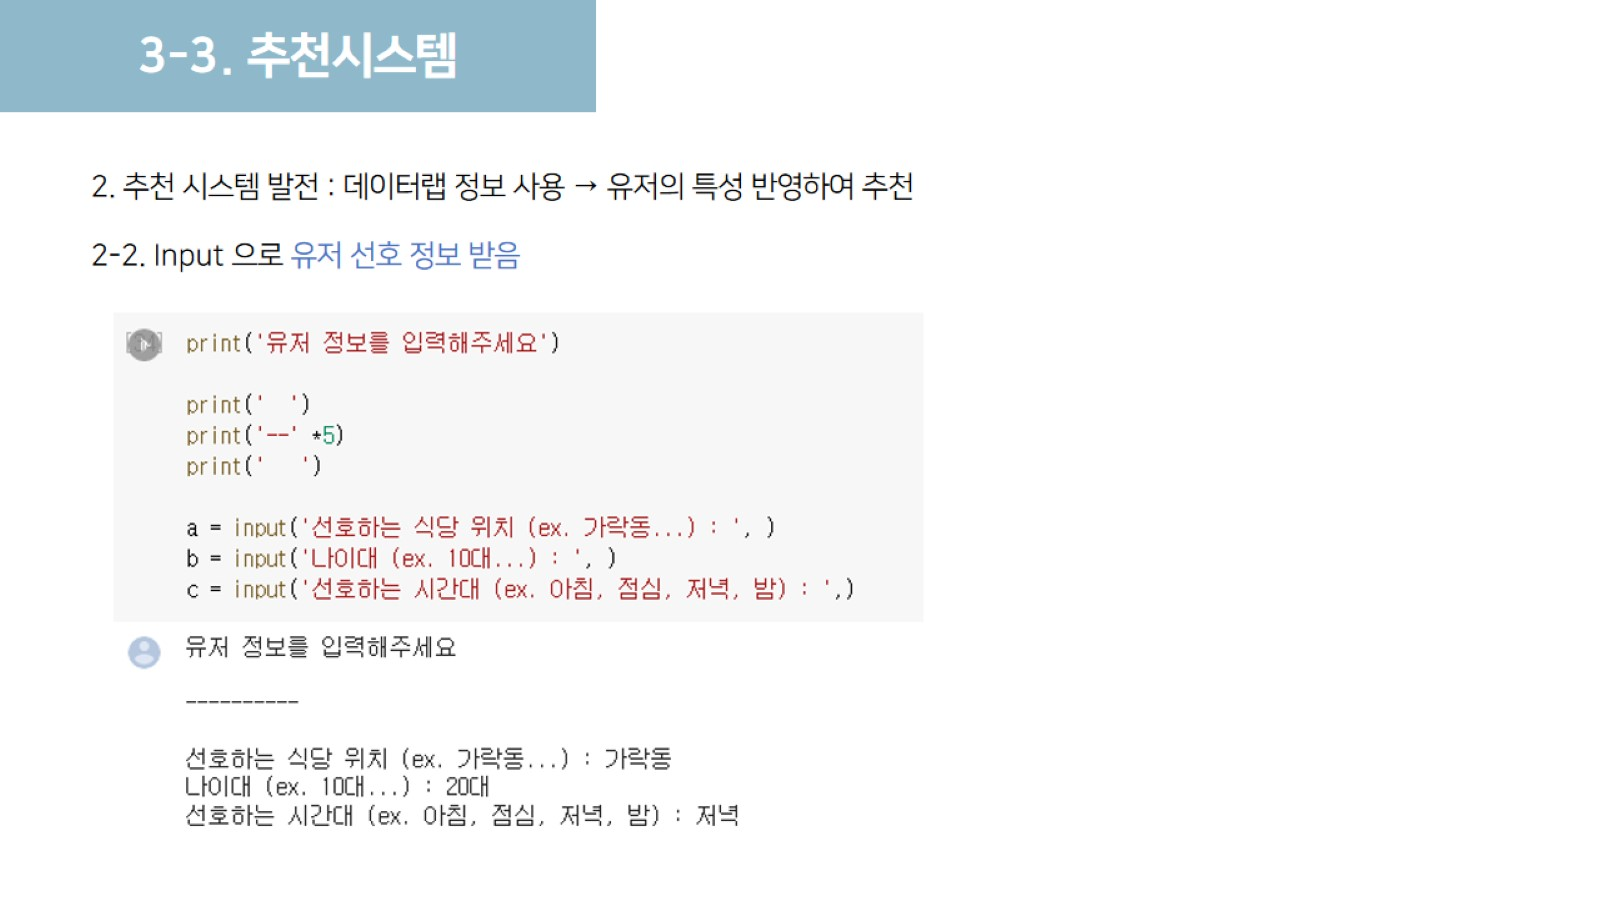 3-3. 추천시스템
2. 추천 시스템 발전 : 데이터랩 정보 사용 → 유저의 특성 반영하여 추천
2-2. Input 으로 유저 선호 정보 받음
print('유저 정보를 입력해주세요')
print('  ')
print('--' *5)
print('   ')
a = input('선호하는 식당 위치 (ex. 가락동...) : ', )
b = input('나이대 (ex. 10대...) : ', )
c = input('선호하는 시간대 (ex. 아침, 점심, 저녁, 밤) : ',)
유저 정보를 입력해주세요
----------
선호하는 식당 위치 (ex. 가락동...) : 가락동
나이대 (ex. 10대...) : 20대
선호하는 시간대 (ex. 아침, 점심, 저녁, 밤) : 저녁